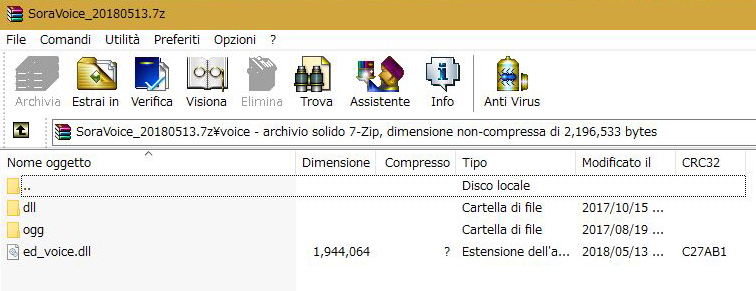 SoraVoice_20180513.7z
File Comandi Utilità Preferiti Opzioni ?
Archivia Estrai in Verifica Visiona Elimina Trova Assistente Info Anti Virus
SoraVoice_20180513.7z¥voice - archivio solido 7-Zip, dimensione non-compressa di 2,196,533 bytes
Nome oggetto Dimensione Compresso Tipo Modificato il CRC32
.. Disco locale
dll Cartella di file 2017/10/15 ...
ogg Cartella di file 2017/08/19 ...
ed_voice.dll 1,944,064 ? Estensione dell'a... 2018/05/13 ... C27AB1